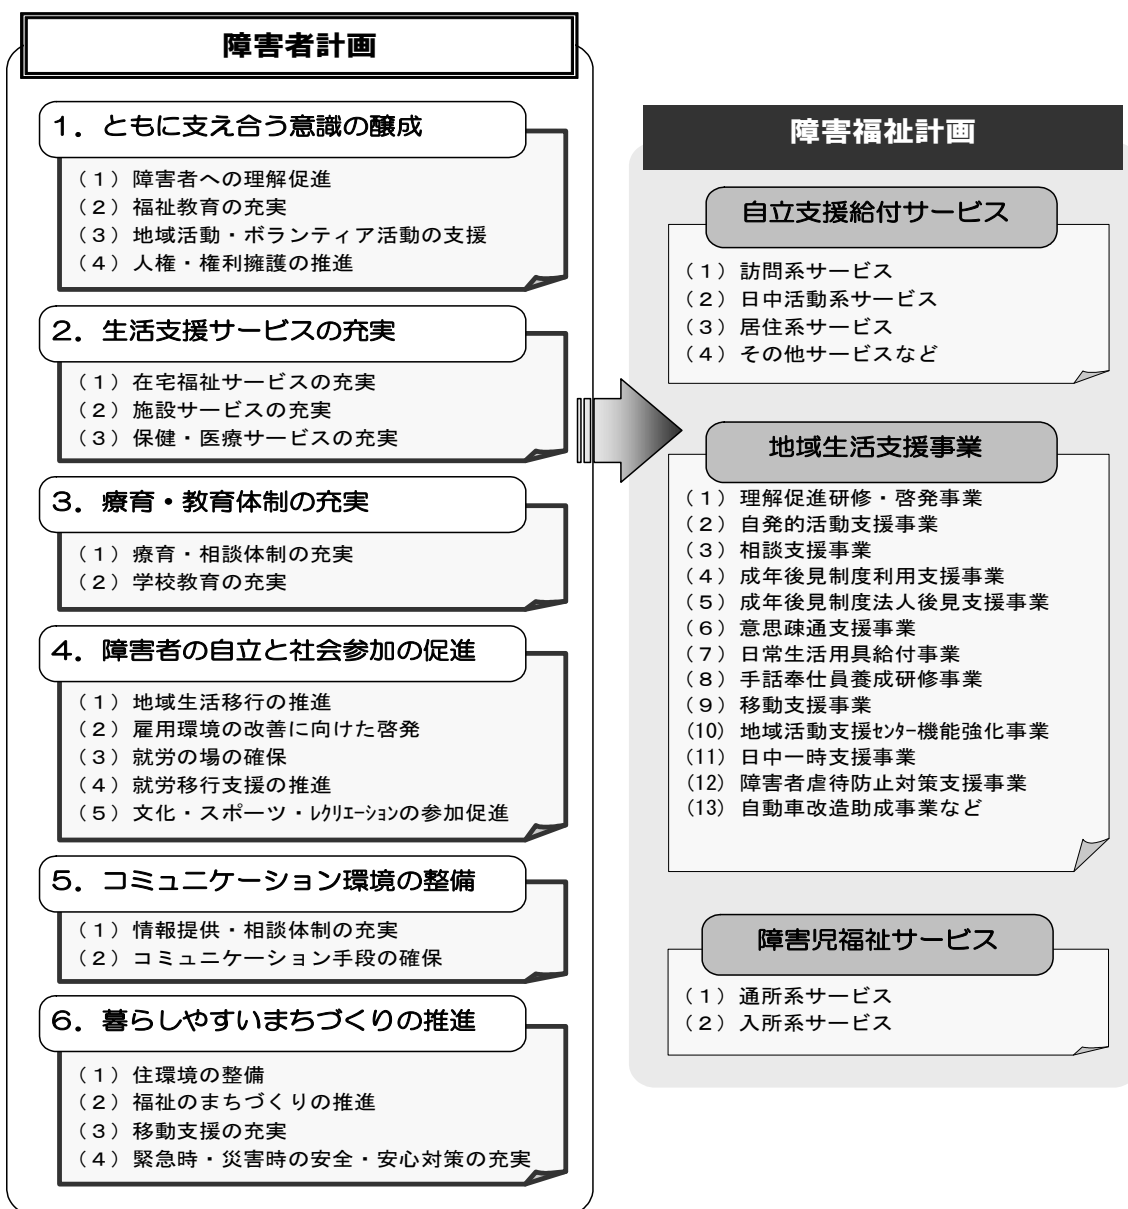 障害者計画
1．ともに支え合う意識の醸成
（1）障害者への理解促進
（2）福祉教育の充実
（3）地域活動・ボランティア活動の支援
（4）人権・権利擁護の推進
2．生活支援サービスの充実
（1）在宅福祉サービスの充実
（2）施設サービスの充実
（3）保健・医療サービスの充実
3．療育・教育体制の充実
（1）療育・相談体制の充実
（2）学校教育の充実
4．障害者の自立と社会参加の促進
（1）地域生活移行の推進
（2）雇用環境の改善に向けた啓発
（3）就労の場の確保
（4）就労移行支援の推進
（5）文化・スポーツ・ﾚｸﾘｴｰｼｮﾝの参加促進
5．コミュニケーション環境の整備
（1）情報提供・相談体制の充実
（2）コミュニケーション手段の確保
6．暮らしやすいまちづくりの推進
（1）住環境の整備
（2）福祉のまちづくりの推進
（3）移動支援の充実
（4）緊急時・災害時の安全・安心対策の充実
障害福祉計画
自立支援給付サービス
（1）訪問系サービス
（2）日中活動系サービス
（3）居住系サービス
（4）その他サービスなど
地域生活支援事業
（1）理解促進研修・啓発事業
（2）自発的活動支援事業
（3）相談支援事業
（4）成年後見制度利用支援事業
（5）成年後見制度法人後見支援事業
（6）意思疎通支援事業
（7）日常生活用具給付事業
（8）手話奉仕員養成研修事業
（9）移動支援事業
(10) 地域活動支援ｾﾝﾀｰ機能強化事業
(11) 日中一時支援事業
(12) 障害者虐待防止対策支援事業
(13) 自動車改造助成事業など
障害児福祉サービス
（1）通所系サービス
（2）入所系サービス